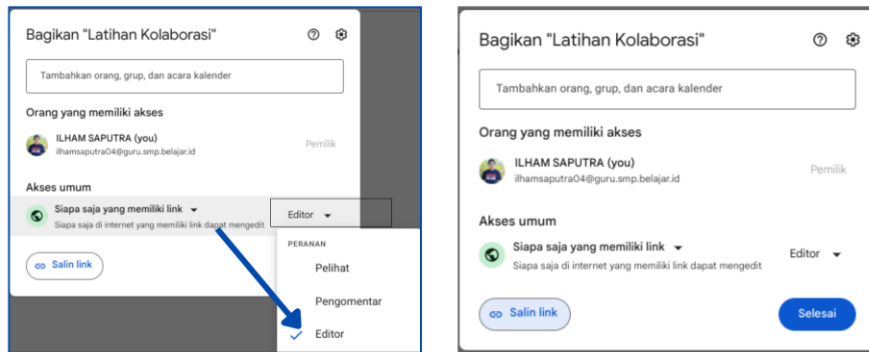 Bagikan "Latihan Kolaborasi"
Tambahkan orang, grup, dan acara kalender
Orang yang memiliki akses
ILHAM SAPUTRA (you)
ilhamsaputra04@guru.smp.belajar.id
Pemilik
Akses umum
Siapa saja yang memiliki link
Siapa saja di internet yang memiliki link dapat mengedit
Editor
PERANAN
Pelihat
Pengomentar
Editor
Salin link
Bagikan "Latihan Kolaborasi"
Tambahkan orang, grup, dan acara kalender
Orang yang memiliki akses
ILHAM SAPUTRA (you)
ilhamsaputra04@guru.smp.belajar.id
Pemilik
Akses umum
Siapa saja yang memiliki link
Siapa saja di internet yang memiliki link dapat mengedit
Editor
Salin link
Selesai